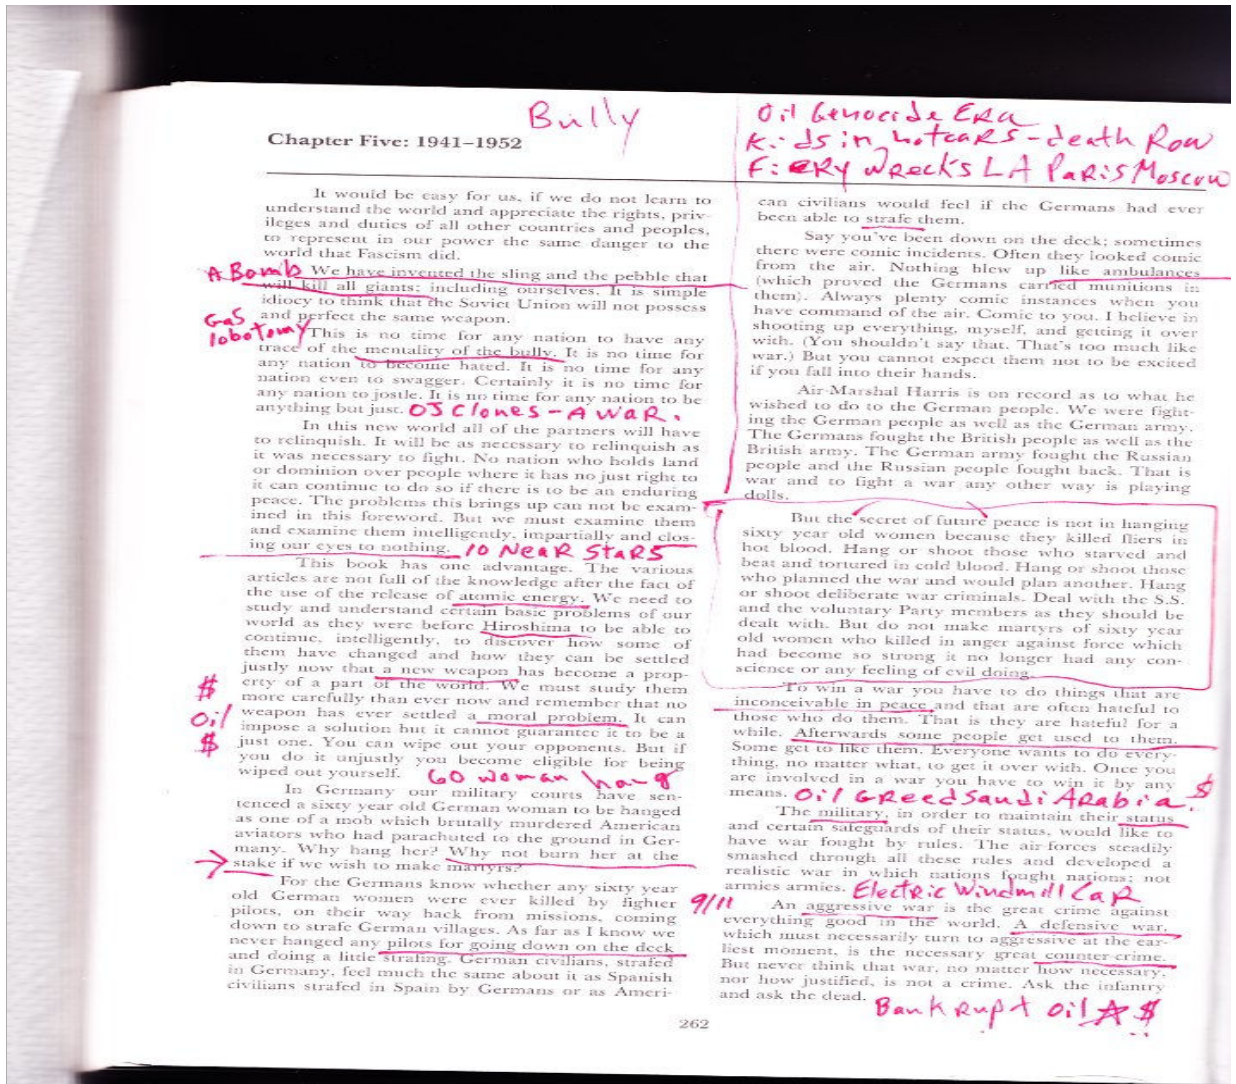 Bully
Oil Genocide ERa
Kids in hotcaRS-death Row
FieRY wRecks LA PaRis Moscow
Chapter Five: 1941–1952
It would be easy for us, if we do not learn to
understand the world and appreciate the rights, priv-
ileges and duties of all other countries and peoples,
to represent in our power the same danger to the
world that Fascism did.
A Bomb We have invented the sling and the pebble that
will kill all giants; including ourselves. It is simple
idiocy to think that the Soviet Union will not possess
and perfect the same weapon.
Gas
lobotomy
This is no time for any nation to have any
trace of the mentality of the bully. It is no time for
any nation to become hated. It is no time for any
nation even to swagger. Certainly it is no time for
any nation to jostle. It is no time for any nation to be
anything but just. OJ Clones - A WaR.
In this new world all of the partners will have
to relinquish. It will be as necessary to relinquish as
it was necessary to fight. No nation who holds land
or dominion over people where it has no just right to
it can continue to do so if there is to be an enduring
peace. The problems this brings up can not be exam-
ined in this foreword. But we must examine them
and examine them intelligently, impartially and clos-
ing our eyes to nothing. 10 NeaR StaRS
This book has one advantage. The various
articles are not full of the knowledge after the fact of
the use of the release of atomic energy. We need to
study and understand certain basic problems of our
world as they were before Hiroshima to be able to
continue, intelligently, to discover how some of
them have changed and how they can be settled
justly now that a new weapon has become a prop-
erty of a part of the world. We must study them
more carefully than ever now and remember that no
weapon has ever settled a moral problem. It can
impose a solution but it cannot guarantee it to be a
just one. You can wipe out your opponents. But if
you do it unjustly you become eligible for being
wiped out yourself. 60 woman hang
$
Oil
$
In Germany our military courts have sen-
tenced a sixty year old German woman to be hanged
as one of a mob which brutally murdered American
aviators who had parachuted to the ground in Ger-
many. Why hang her? Why not burn her at the
stake if we wish to make martyrs?
For the Germans know whether any sixty year
old German women were ever killed by fighter
pilots, on their way back from missions, coming
down to strafe German villages. As far as I know we
never hanged any pilots for going down on the deck
and doing a little strafing. German civilians, strafed
in Germany, feel much the same about it as Spanish
civilians strafed in Spain by Germans or as Ameri-
can civilians would feel if the Germans had ever
been able to strafe them.
Say you've been down on the deck; sometimes
there were comic incidents. Often they looked comic
from the air. Nothing blew up like ambulances
(which proved the Germans carried munitions in
them). Always plenty comic instances when you
have command of the air. Comic to you. I believe in
shooting up everything, myself, and getting it over
with. (You shouldn't say that. That's too much like
war.) But you cannot expect them not to be excited
if you fall into their hands.
Air-Marshal Harris is on record as to what he
wished to do to the German people. We were fight-
ing the German people as well as the German army.
The Germans fought the British people as well as the
British army. The German army fought the Russian
people and the Russian people fought back. That is
war and to fight a war any other way is playing
dolls.
But the secret of future peace is not in hanging
sixty year old women because they killed fliers in
hot blood. Hang or shoot those who starved and
beat and tortured in cold blood. Hang or shoot those
who planned the war and would plan another. Hang
or shoot deliberate war criminals. Deal with the S.S.
and the voluntary Party members as they should be
dealt with. But do not make martyrs of sixty year
old women who killed in anger against force which
had become so strong it no longer had any con-
science or any feeling of evil doing.
To win a war you have to do things that are
inconceivable in peace and that are often hateful to
those who do them. That is they are hateful for a
while. Afterwards some people get used to them.
Some get to like them. Everyone wants to do every-
thing, no matter what, to get it over with. Once you
are involved in a war you have to win it by any
means. Oil GReed Saudi ARabia. $
The military, in order to maintain their status
and certain safeguards of their status, would like to
have war fought by rules. The air-forces steadily
smashed through all these rules and developed a
realistic war in which nations fought nations; not
armies armies. ElectRic Windmill CaR
9/11
An aggressive war is the great crime against
everything good in the world. A defensive war,
which must necessarily turn to aggressive at the ear-
liest moment, is the necessary great counter-crime.
But never think that war, no matter how necessary,
nor how justified, is not a crime. Ask the infantry
and ask the dead.
BankRupt Oil $
262